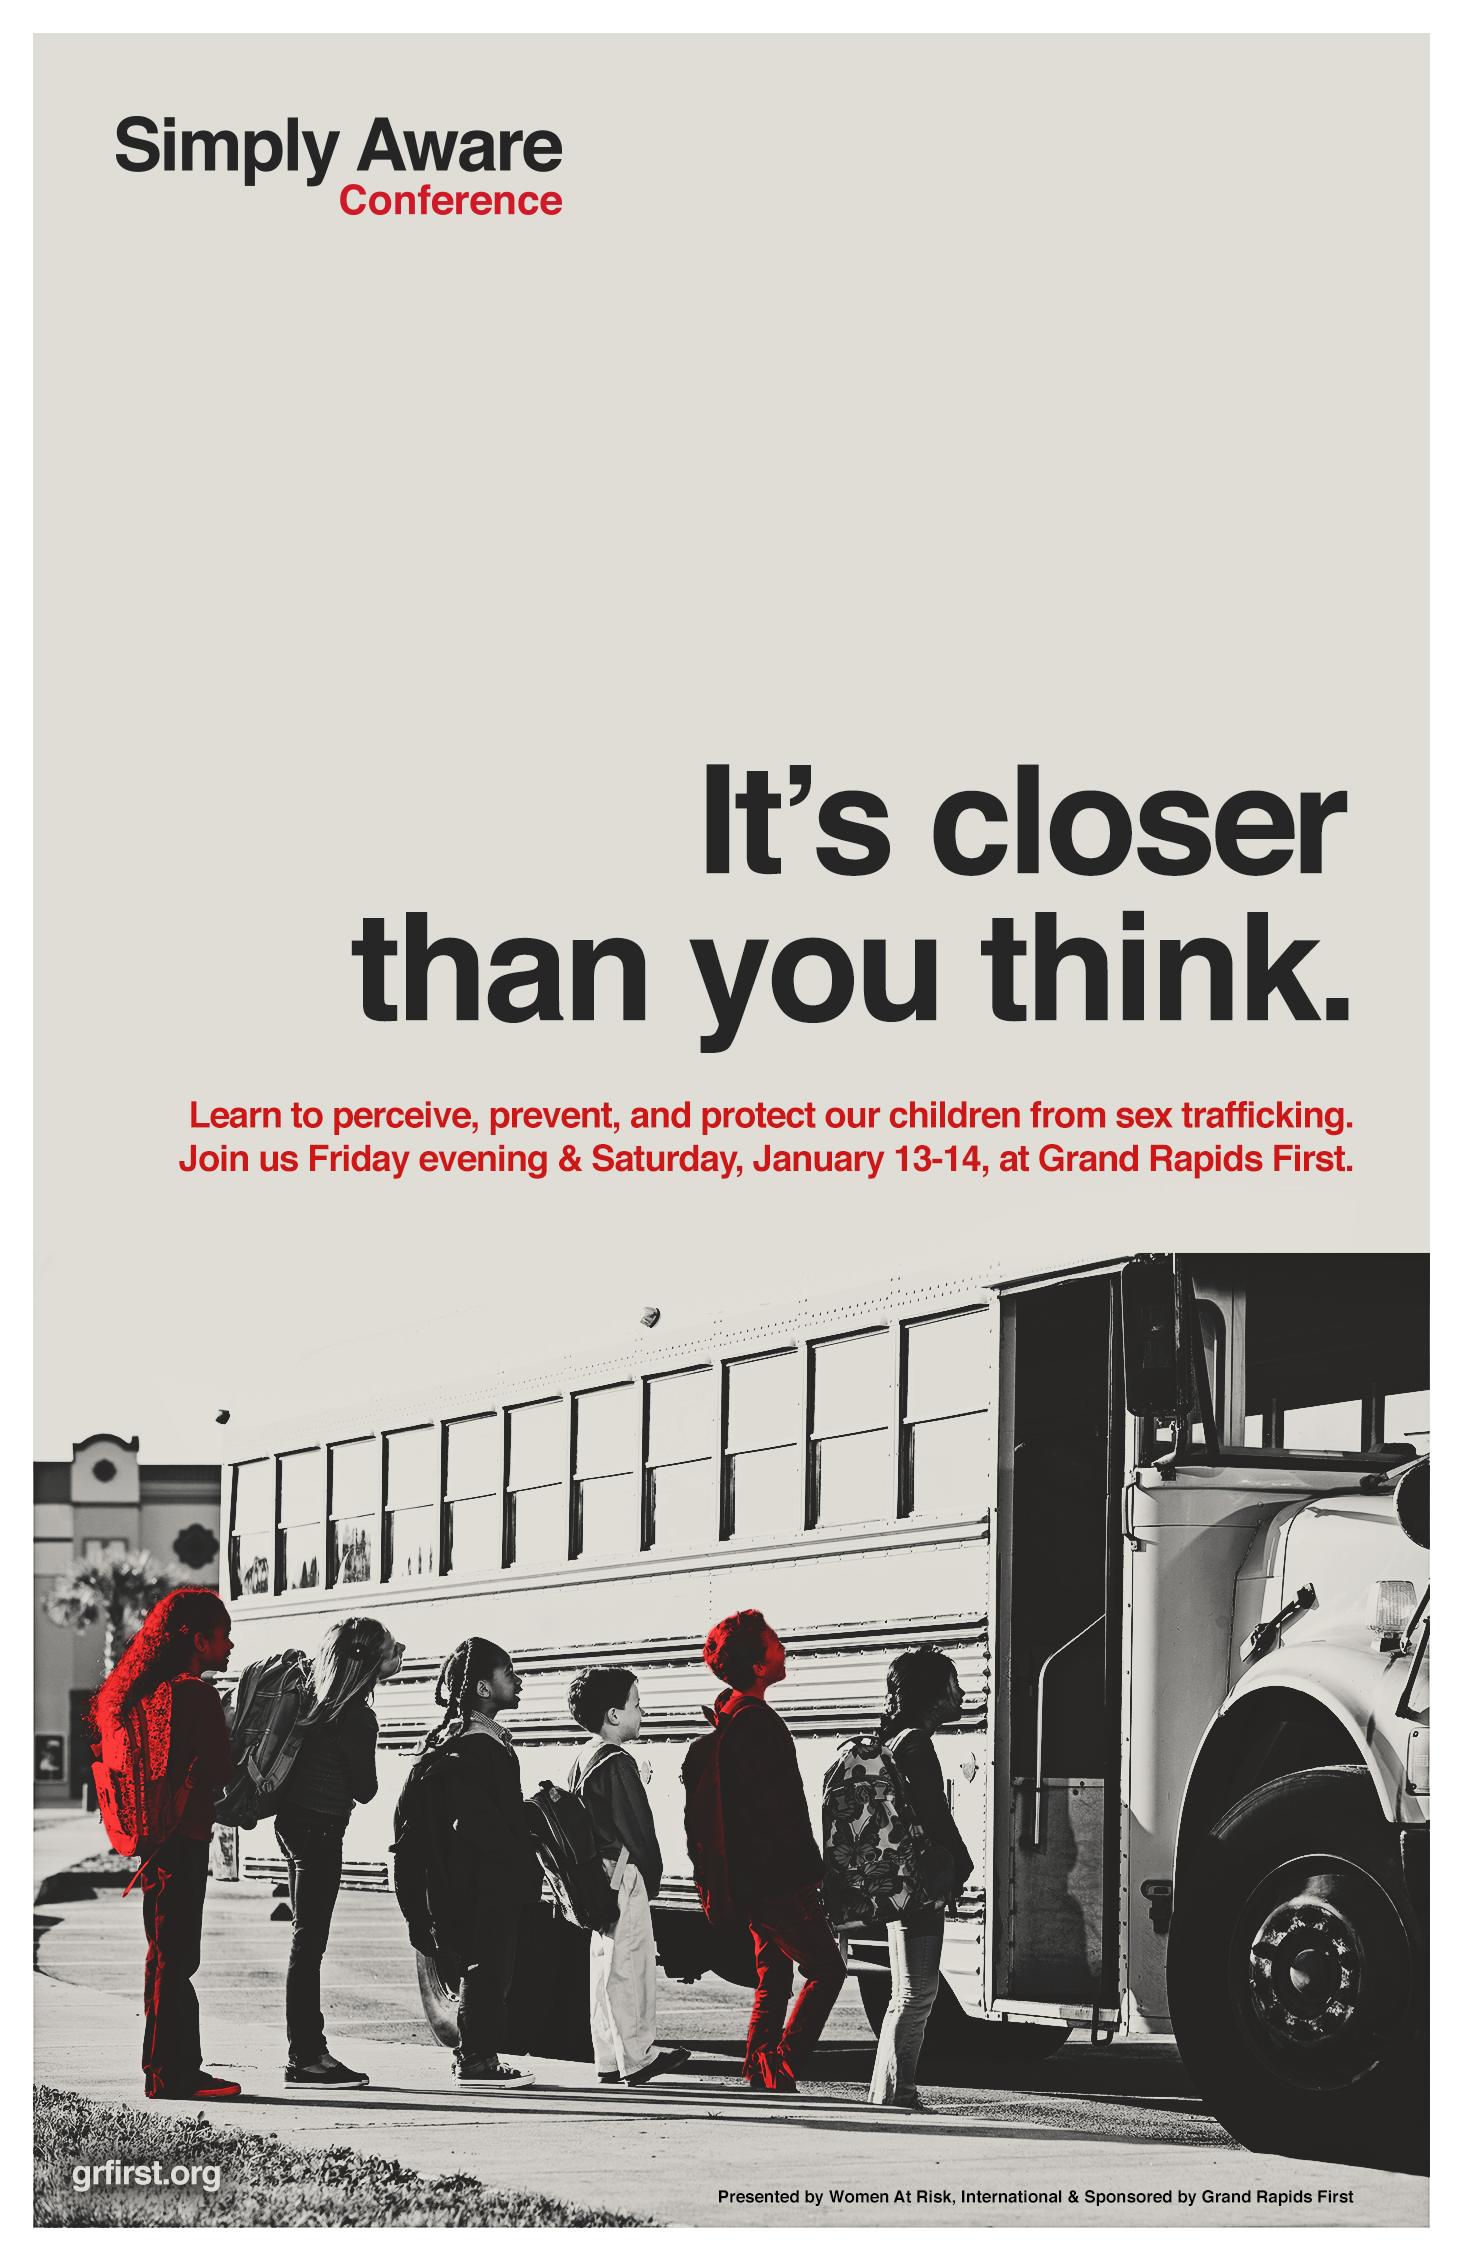 Simply Aware
Conference
It’s closer
than you think.
Learn to perceive, prevent, and protect our children from sex trafficking.
Join us Friday evening & Saturday, January 13-14, at Grand Rapids First.
grfirst.org
Presented by Women At Risk, International & Sponsored by Grand Rapids First